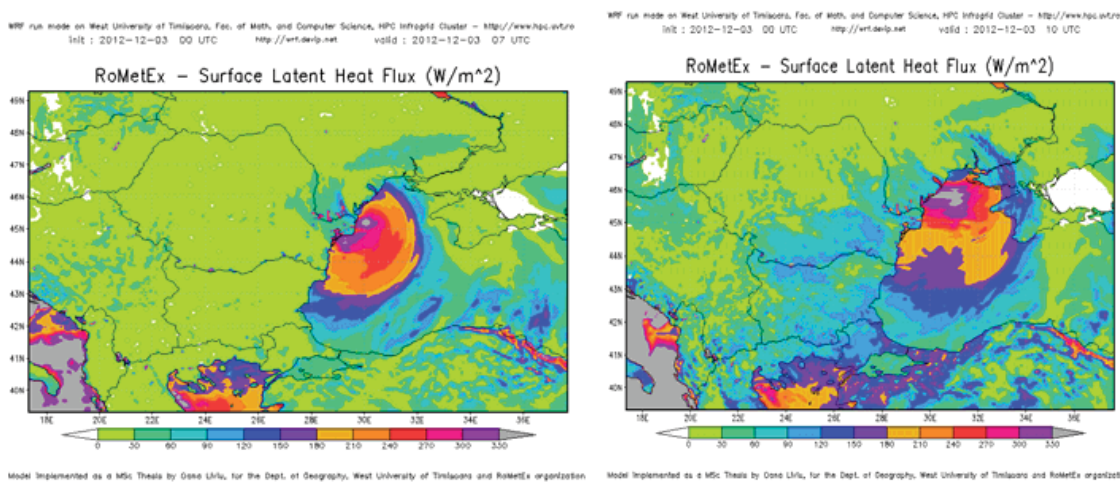 WRF run made on West University of Timisoara, Fac. of Math. and Computer Science, HPC Infragrid Cluster – http://www.hpc.uvt.ro
init : 2012-12-03 00 UTC http://wrf.devlp.net valid : 2012-12-03 07 UTC
RoMetEx – Surface Latent Heat Flux (W/m^2)
49N
48N
47N
46N
45N
44N
43N
42N
41N
40N
18E 20E 22E 24E 26E 28E 30E 32E 34E 36E
0 30 60 90 120 150 180 210 240 270 300 330
Model implemented as a MSc Thesis by Oana Liviu, for the Dept. of Geography, West University of Timisoara and RoMetEx organization
WRF run made on West University of Timisoara, Fac. of Math. and Computer Science, HPC Infragrid Cluster – http://www.hpc.uvt.ro
init : 2012-12-03 00 UTC http://wrf.devlp.net valid : 2012-12-03 10 UTC
RoMetEx – Surface Latent Heat Flux (W/m^2)
49N
48N
47N
46N
45N
44N
43N
42N
41N
40N
18E 20E 22E 24E 26E 28E 30E 32E 34E 36E
0 30 60 90 120 150 180 210 240 270 300 330
Model implemented as a MSc Thesis by Oana Liviu, for the Dept. of Geography, West University of Timisoara and RoMetEx organizat